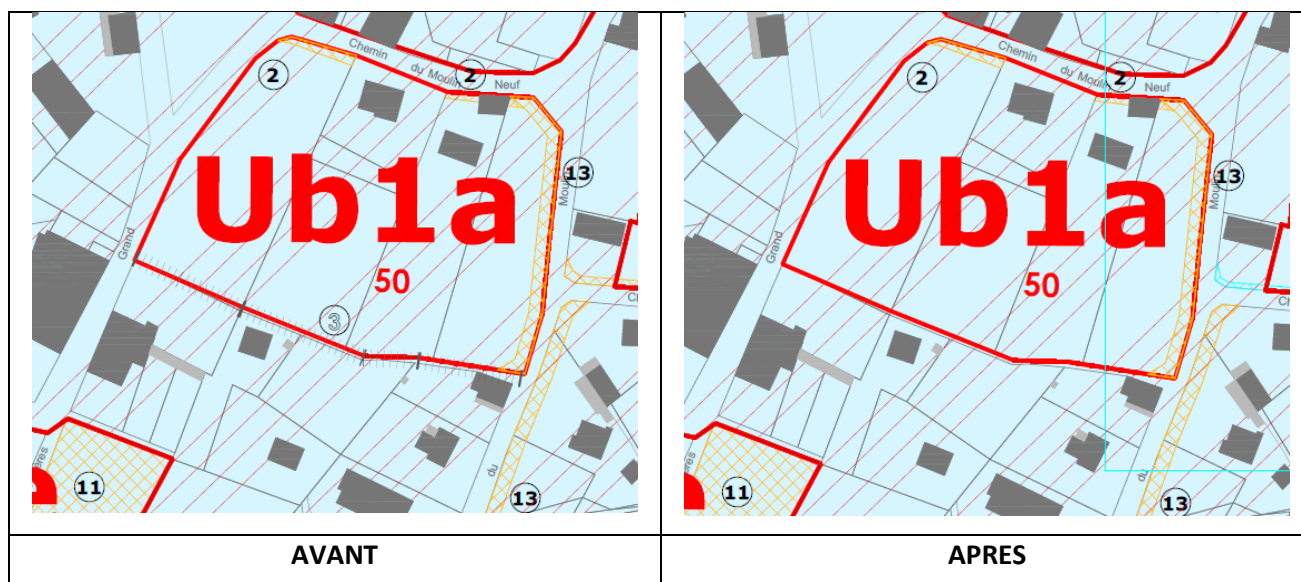 Chemin
du Moulin
Neuf
2
2
13
Moulin
Ub1a
Grand
50
3
11
du
13
Chemin
du Moulin
Neuf
2
2
13
Ub1a
Grand
50
11
du
13
AVANT
APRES